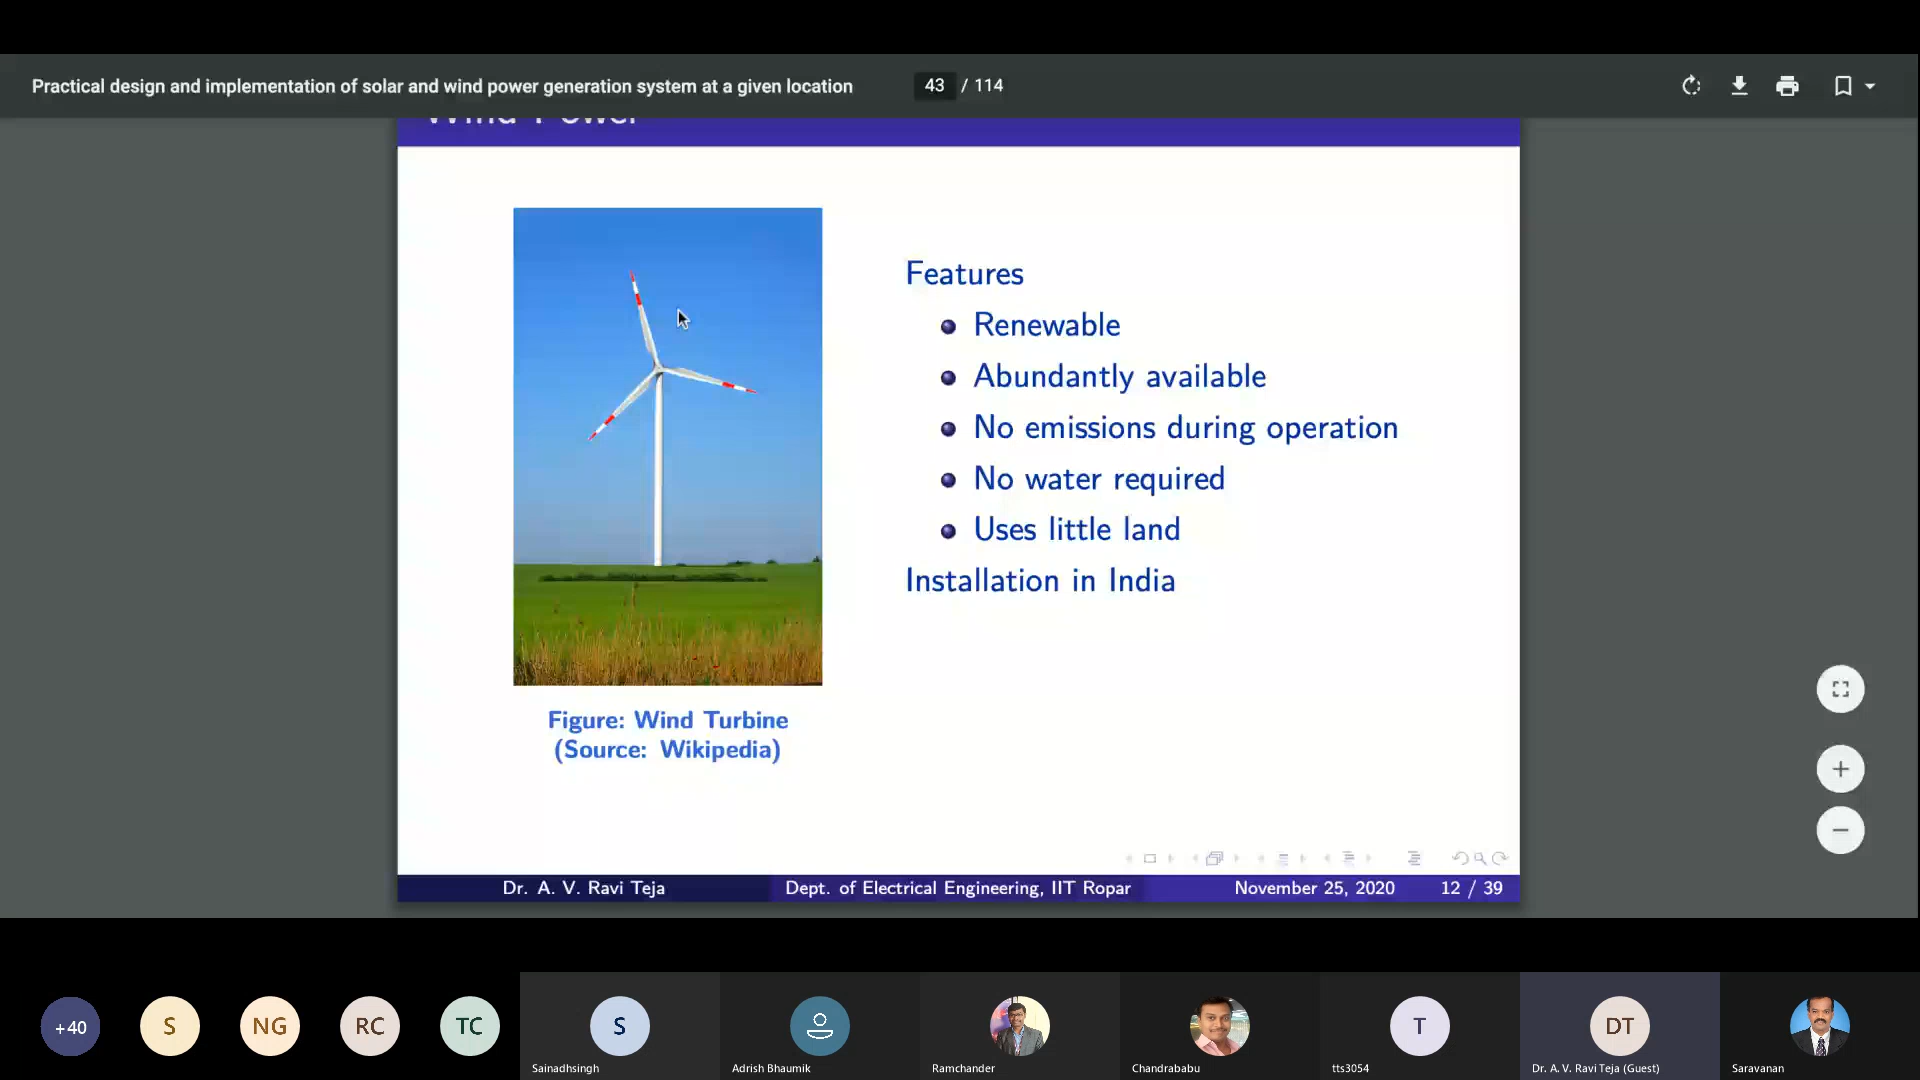 Practical design and implementation of solar and wind power generation system at a given location 43 / 114
Wind Power
Features
Renewable
Abundantly available
No emissions during operation
No water required
Uses little land
Installation in India
Figure: Wind Turbine
(Source: Wikipedia)
Dr. A. V. Ravi Teja Dept. of Electrical Engineering, IIT Ropar November 25, 2020 12 / 39
+40 S NG RC TC S T DT
Sainadhsingh Adrish Bhaumik Ramchander Chandrababu tts3054 Dr. A. V. Ravi Teja (Guest) Saravanan